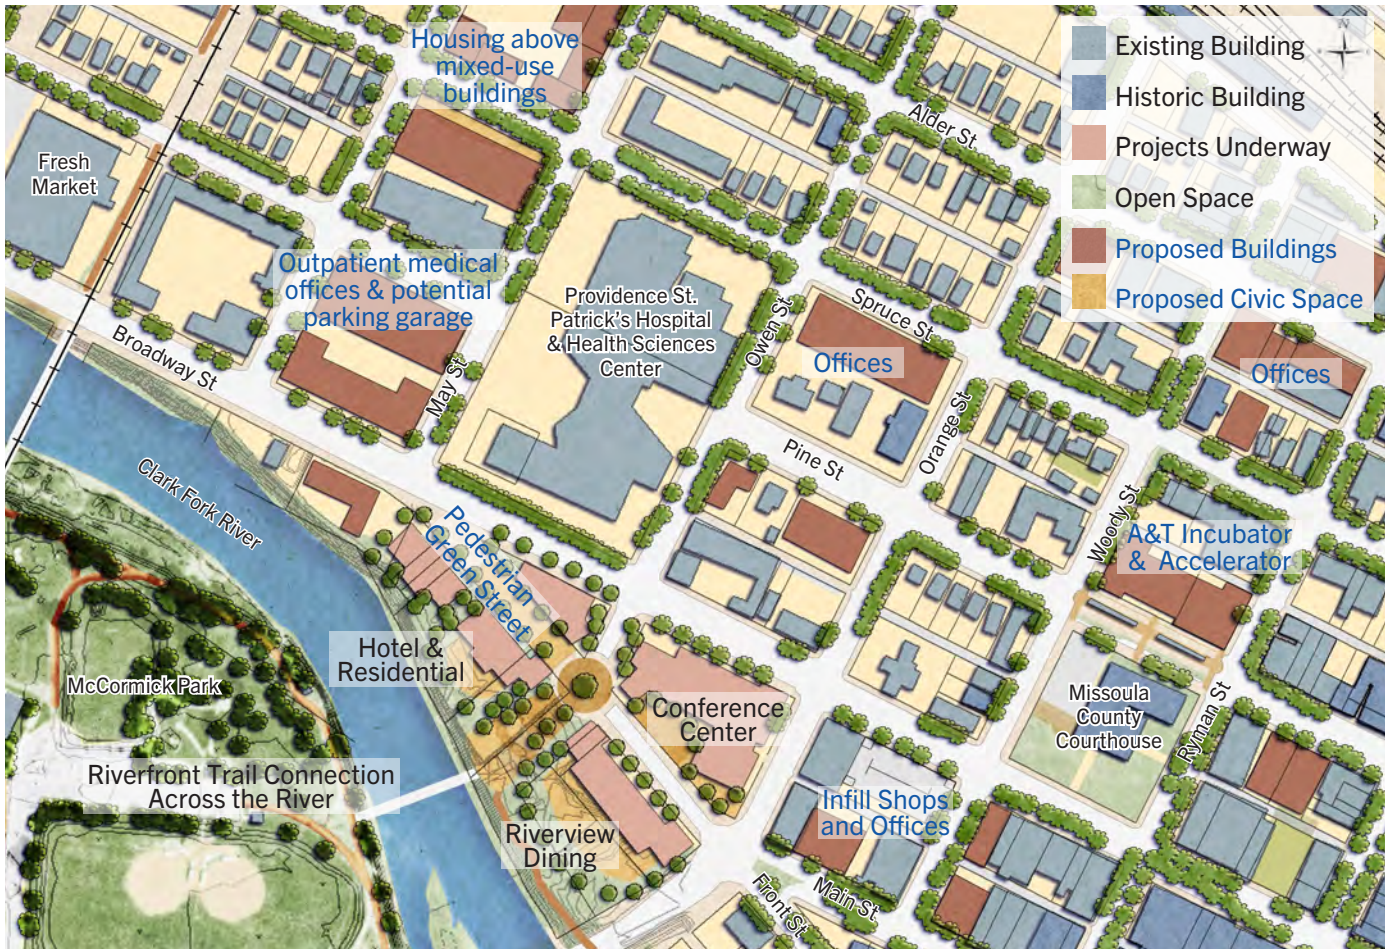 Housing above
mixed-use
buildings
N
Existing Building
Historic Building
Projects Underway
Open Space
Proposed Buildings
Proposed Civic Space
Alder St
Fresh
Market
Outpatient medical
offices & potential
parking garage
Providence St.
Patrick's Hospital
& Health Sciences
Center
Owen St
Spruce St
Offices
Offices
Broadway St
May St
Orange St
Pine St
Clark Fork River
Pedestrian
Green Street
Woody St
A&T Incubator
& Accelerator
Hotel &
Residential
McCormick Park
Conference
Center
Missoula
County
Courthouse
Ryman St
Riverfront Trail Connection
Across the River
Infill Shops
and Offices
Riverview
Dining
Front St
Main St